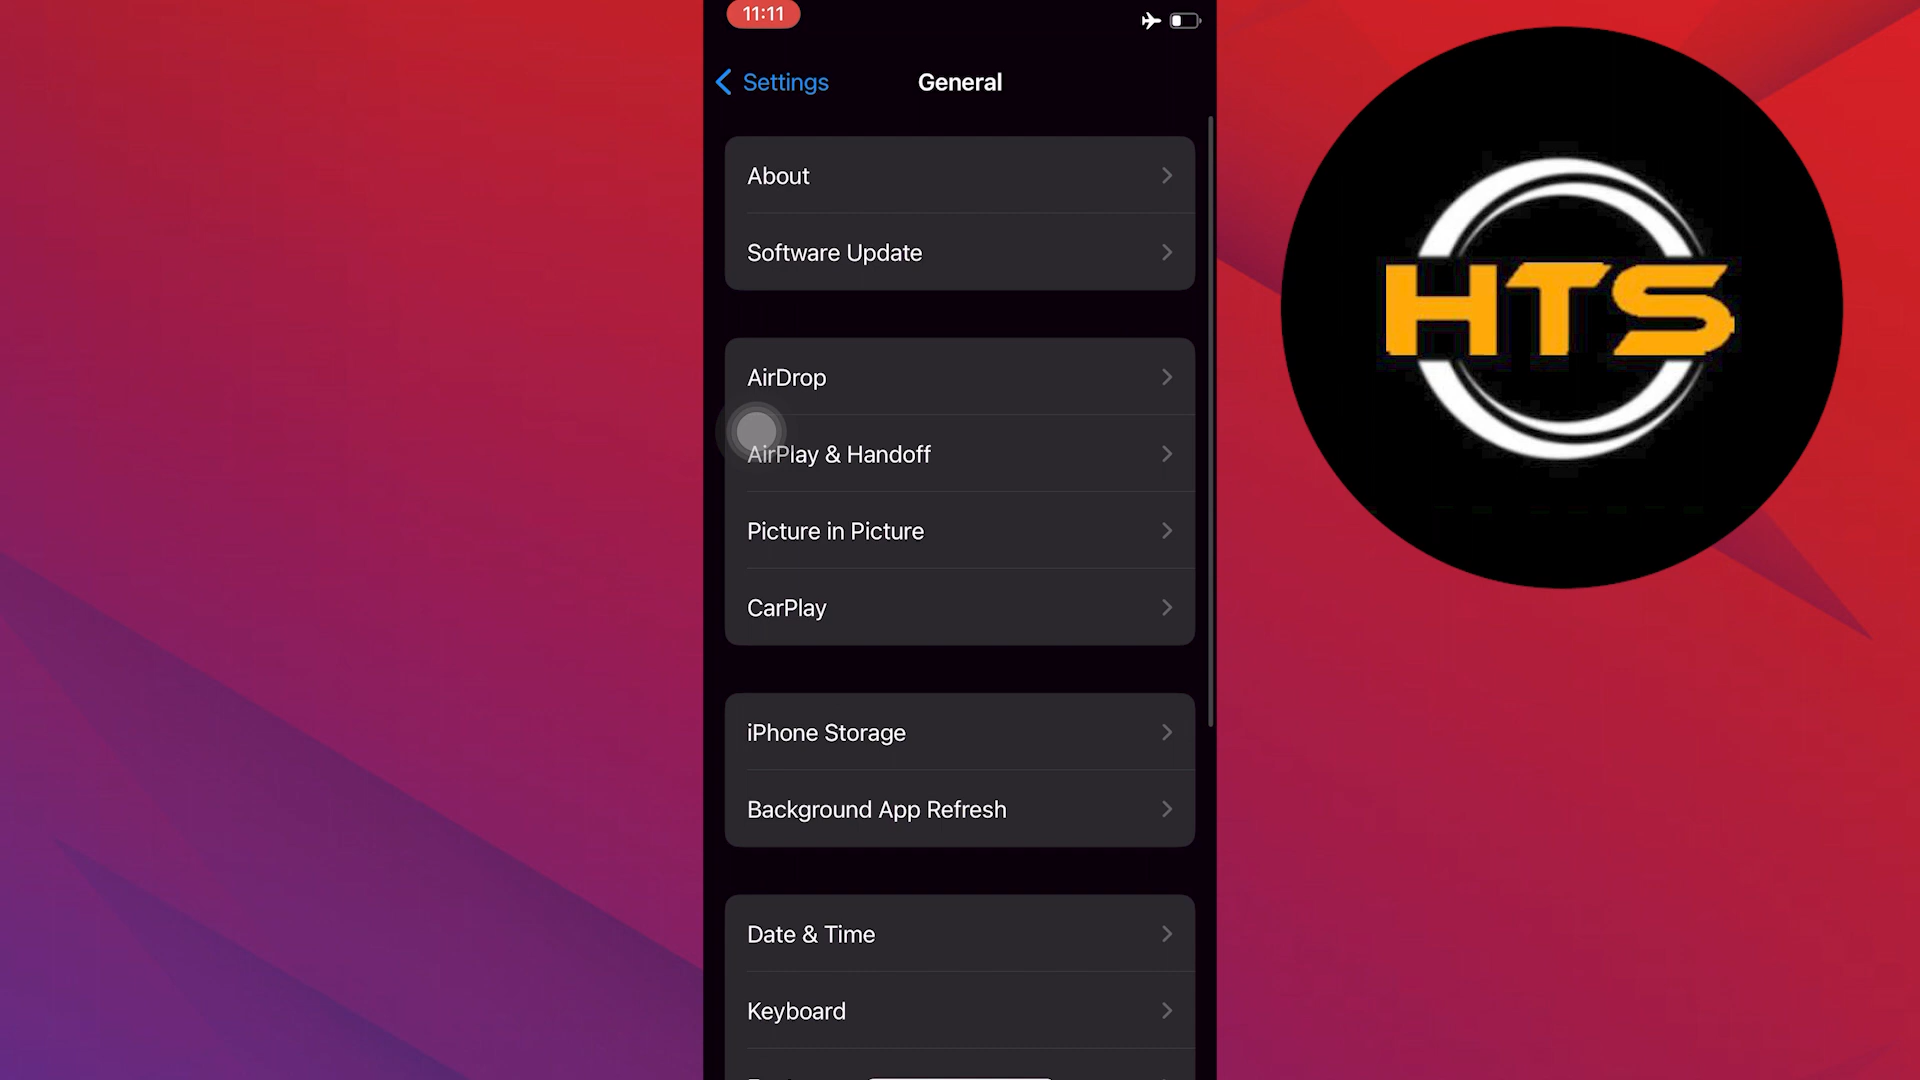 11:11
Settings
General
About
Software Update
AirDrop
AirPlay & Handoff
Picture in Picture
CarPlay
iPhone Storage
Background App Refresh
Date & Time
Keyboard
HTS